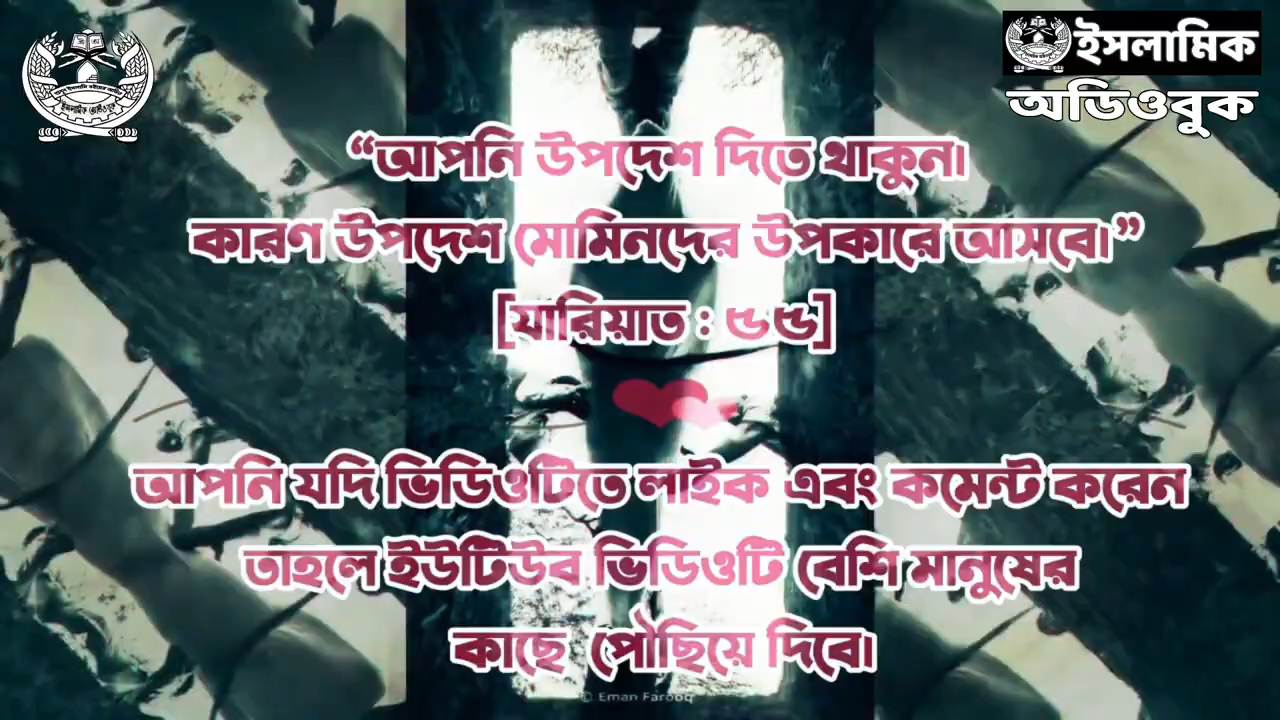 ইসলামিক
অডিওবুক
“আপনি উপদেশ দিতে থাকুন।
কারণ উপদেশ মোমিনদের উপকারে আসবে।”
[যারিয়াত : ৫৫]
আপনি যদি ভিডিওটিতে লাইক এবং কমেন্ট করেন
তাহলে ইউটিউব ভিডিওটি বেশি মানুষের
কাছে পৌছিয়ে দিবে।
© Eman Farooq